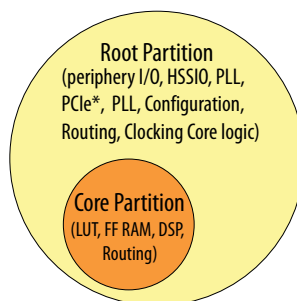 Root Partition
(periphery I/O, HSSIO, PLL,
PCIe*, PLL, Configuration,
Routing, Clocking Core logic)
Core Partition
(LUT, FF RAM, DSP,
Routing)